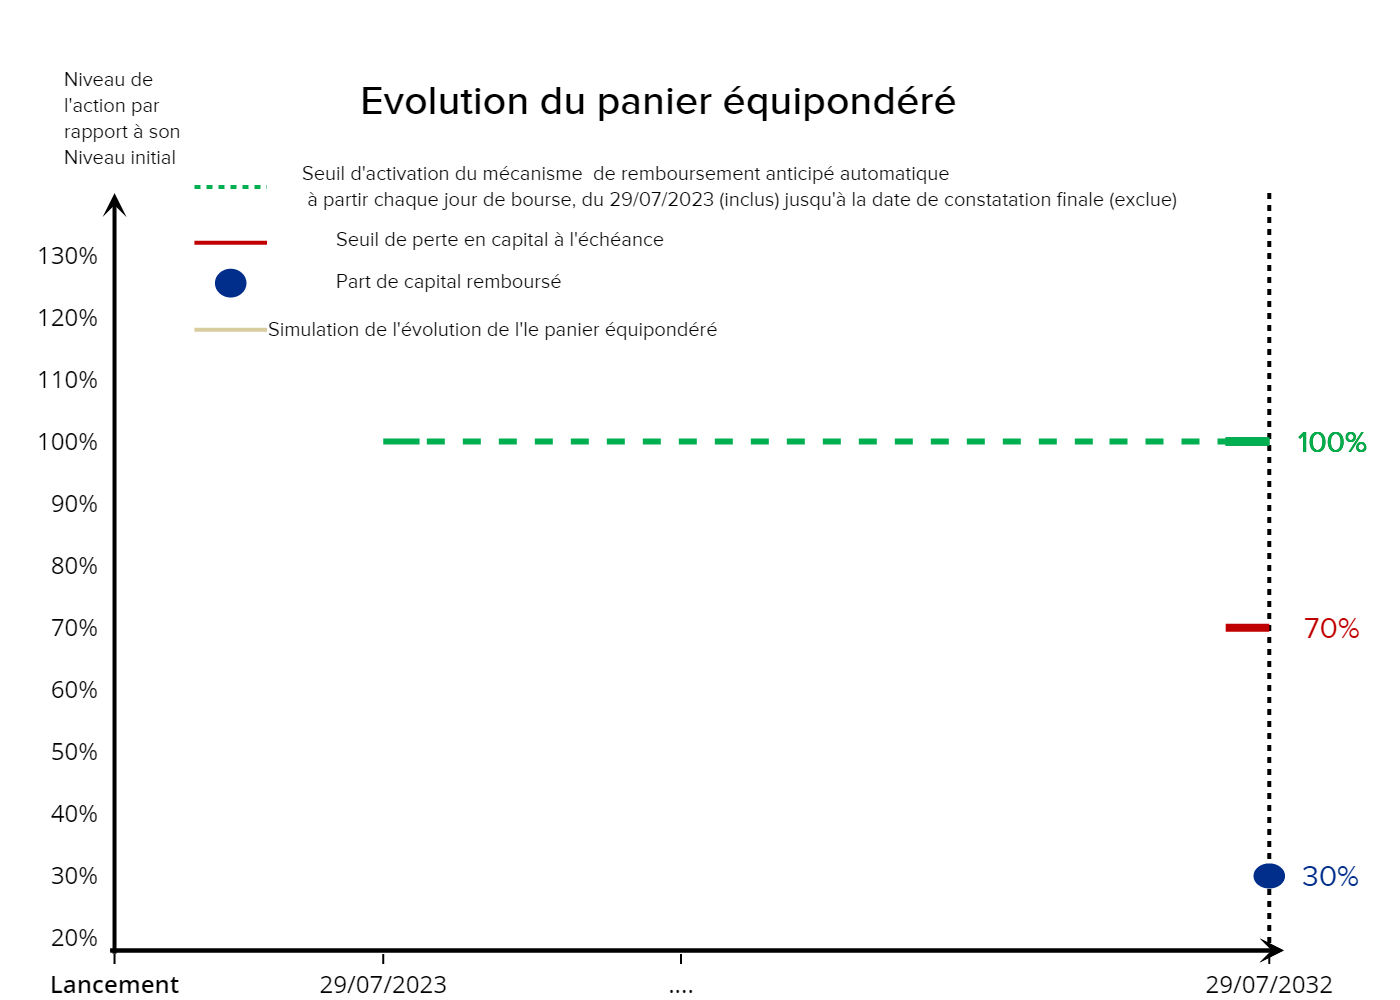 Niveau de
l'action par
rapport à son
Niveau initial
Evolution du panier équipondéré
Seuil d'activation du mécanisme  de remboursement anticipé automatique
à partir chaque jour de bourse, du 29/07/2023 (inclus) jusqu'à la date de constatation finale (exclue)
Seuil de perte en capital à l'échéance
Part de capital remboursé
Simulation de l'évolution de l'le panier équipondéré
130%
120%
110%
100%
100%
90%
80%
70%
70%
60%
50%
40%
30%
30%
20%
Lancement
29/07/2023
....
29/07/2032